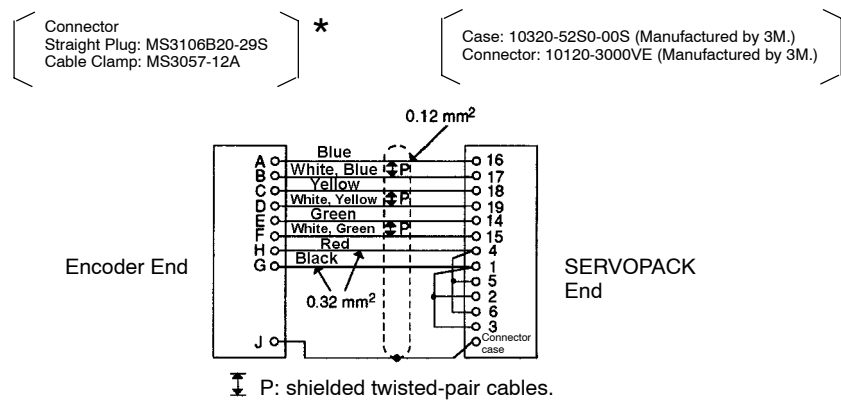 Connector
Straight Plug: MS3106B20-29S
Cable Clamp: MS3057-12A
*
Case: 10320-52S0-00S (Manufactured by 3M.)
Connector: 10120-3000VE (Manufactured by 3M.)
0.12 mm²
A Blue 16
B White, Blue P 17
C Yellow 18
D White, Yellow P 19
E Green 14
F White, Green P 15
H Red 4
G Black 1
5
0.32 mm² 2
6
3
J Connector
case
Encoder End
SERVOPACK
End
P: shielded twisted-pair cables.